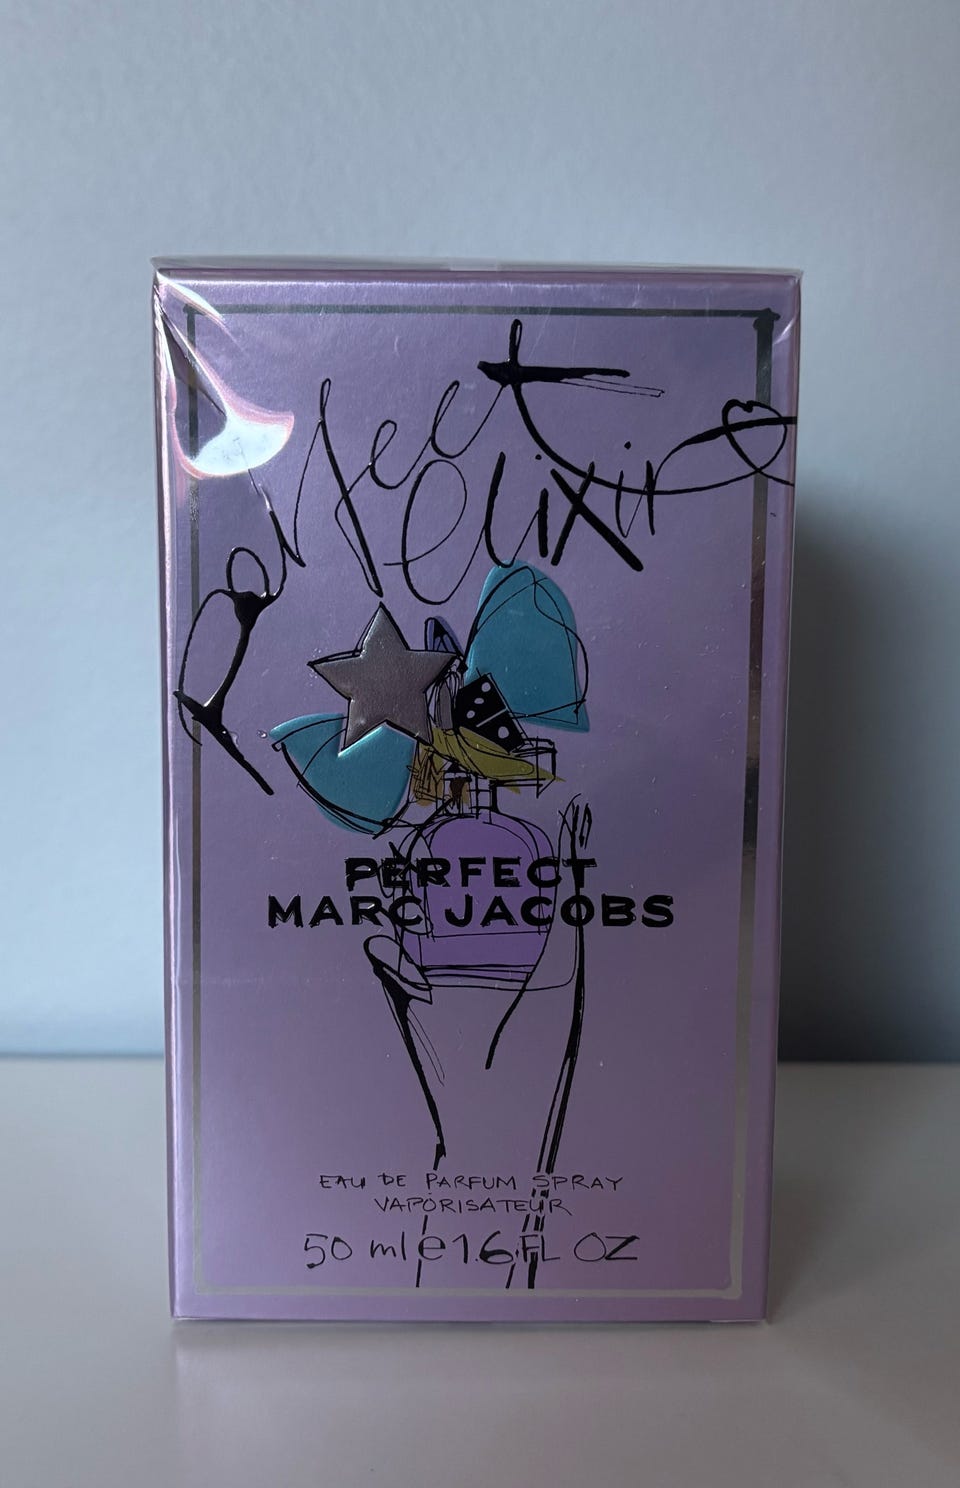 Perfect
elixir
PERFECT
MARC JACOBS
EAU DE PARFUM SPRAY
VAPORISATEUR
50 ml e 1.6 FL OZ